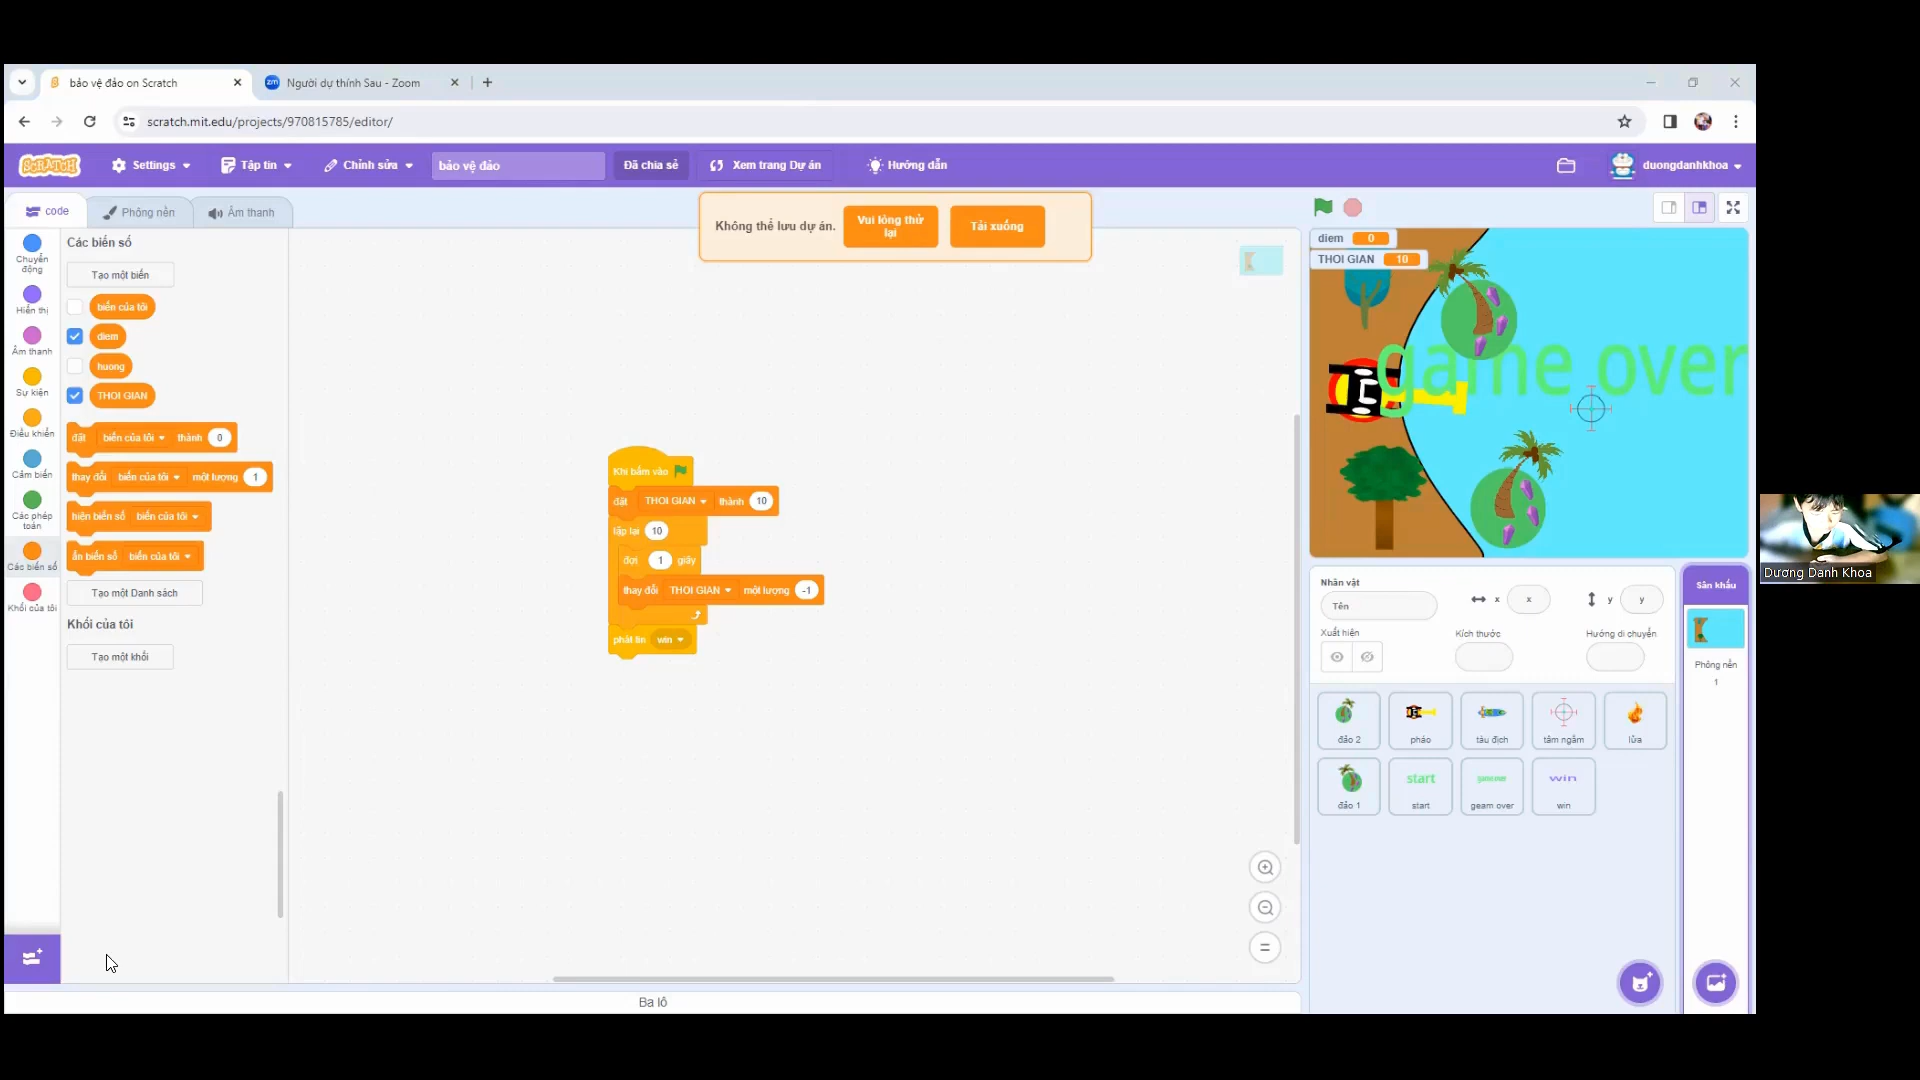 bảo vệ đảo on Scratch
zm Người dự thính Sau - Zoom
scratch.mit.edu/projects/970815785/editor/
SCRATCH Settings Tập tin Chỉnh sửa bảo vệ đảo Đã chia sẻ Xem trang Dự án Hướng dẫn duongdanhkhoa
code Phông nền Âm thanh
Không thể lưu dự án. Vui lòng thử lại Tải xuống
Chuyển động
Hiển thị
Âm thanh
Sự kiện
Điều khiển
Cảm biến
Các phép toán
Các biến số
Khối của tôi
Các biến số
Tạo một biến
biến của tôi
diem
huong
THOI GIAN
đặt biến của tôi thành 0
thay đổi biến của tôi một lượng 1
hiện biến số biến của tôi
ẩn biến số biến của tôi
Tạo một Danh sách
Khối của tôi
Tạo một khối
Khi bấm vào
đặt THOI GIAN thành 10
lặp lại 10
đợi 1 giây
thay đổi THOI GIAN một lượng -1
phát tin win
Ba lô
diem 0
THOI GIAN 10
game over
Nhân vật
Tên
x x
y y
Xuất hiện
Kích thước
Hướng di chuyển
đảo 2
pháo
tàu địch
tâm ngắm
lửa
đảo 1
start
start
geam over
win
win
Sân khấu
Phông nền
1
Dương Danh Khoa